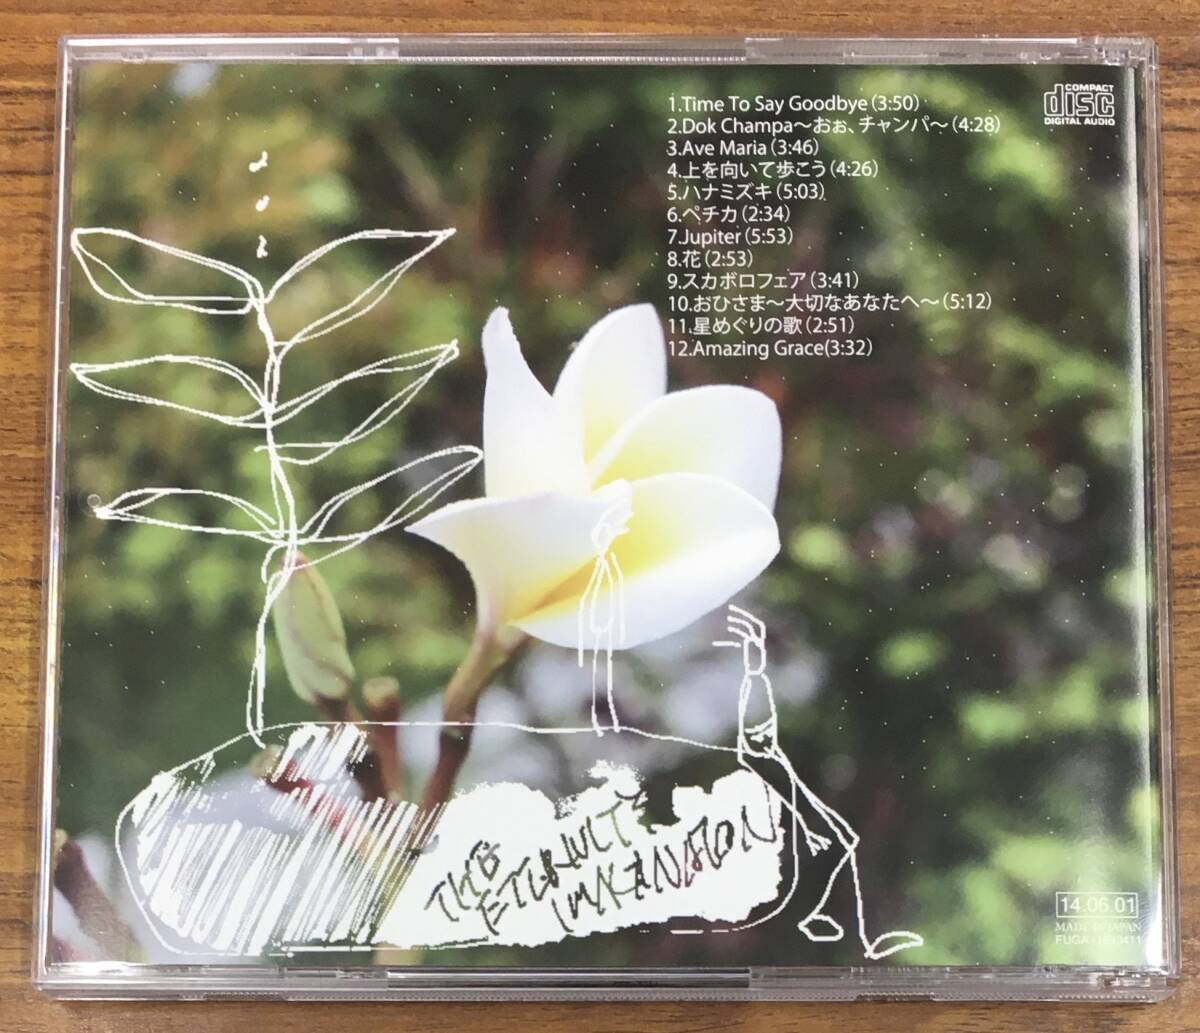 1.Time To Say Goodbye(3:50)
2.Dok Champa～おぉ、チャンパ～(4:28)
3.Ave Maria(3:46)
4.上を向いて歩こう(4:26)
5.ハナミズキ(5:03)
6.ペチカ(2:34)
7.Jupiter(5:53)
8.花(2:53)
9.スカボロフェア(3:41)
10.おひさま～大切なあなたへ～(5:12)
11.星めぐりの歌(2:51)
12.Amazing Grace(3:32)
COMPACT
disc
DIGITAL AUDIO
14.06.01
MADE IN JAPAN